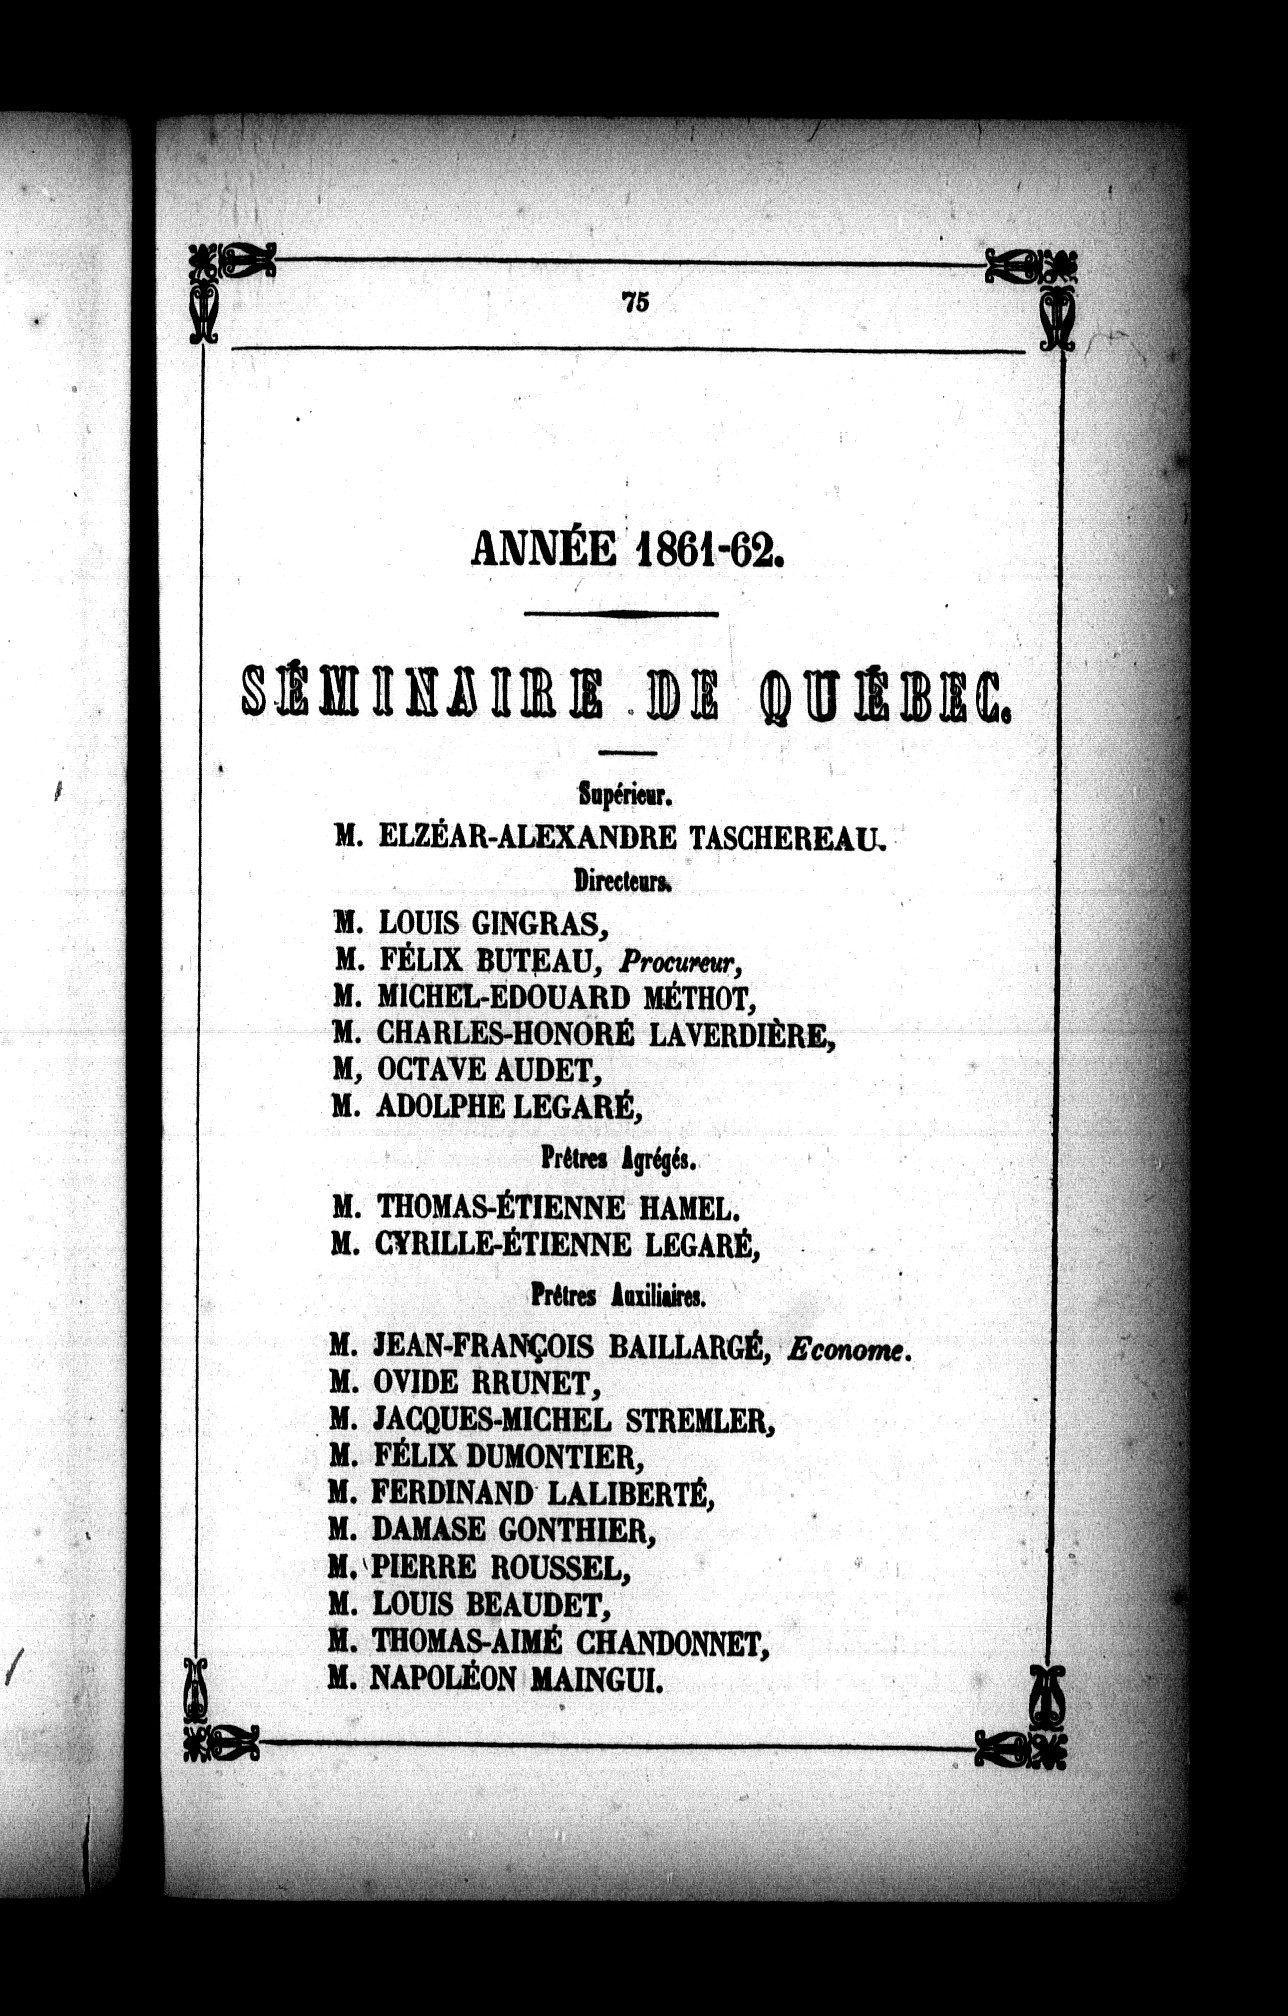 75
ANNÉE 1861-62.
SÉMINAIRE DE QUÉBEC.
Supérieur.
M. ELZÉAR-ALEXANDRE TASCHEREAU.
Directeurs.
M. LOUIS GINGRAS,
M. FÉLIX BUTEAU, Procureur,
M. MICHEL-EDOUARD MÉTHOT,
M. CHARLES-HONORÉ LAVERDIÈRE,
M, OCTAVE AUDET,
M. ADOLPHE LEGARÉ,
Prêtres Agrégés.
M. THOMAS-ÉTIENNE HAMEL.
M. CYRILLE-ÉTIENNE LEGARÉ,
Prêtres Auxiliaires.
M. JEAN-FRANÇOIS BAILLARGÉ, Econome.
M. OVIDE RRUNET,
M. JACQUES-MICHEL STREMLER,
M. FÉLIX DUMONTIER,
M. FERDINAND LALIBERTÉ,
M. DAMASE GONTHIER,
M. PIERRE ROUSSEL,
M. LOUIS BEAUDET,
M. THOMAS-AIMÉ CHANDONNET,
M. NAPOLÉON MAINGUI.